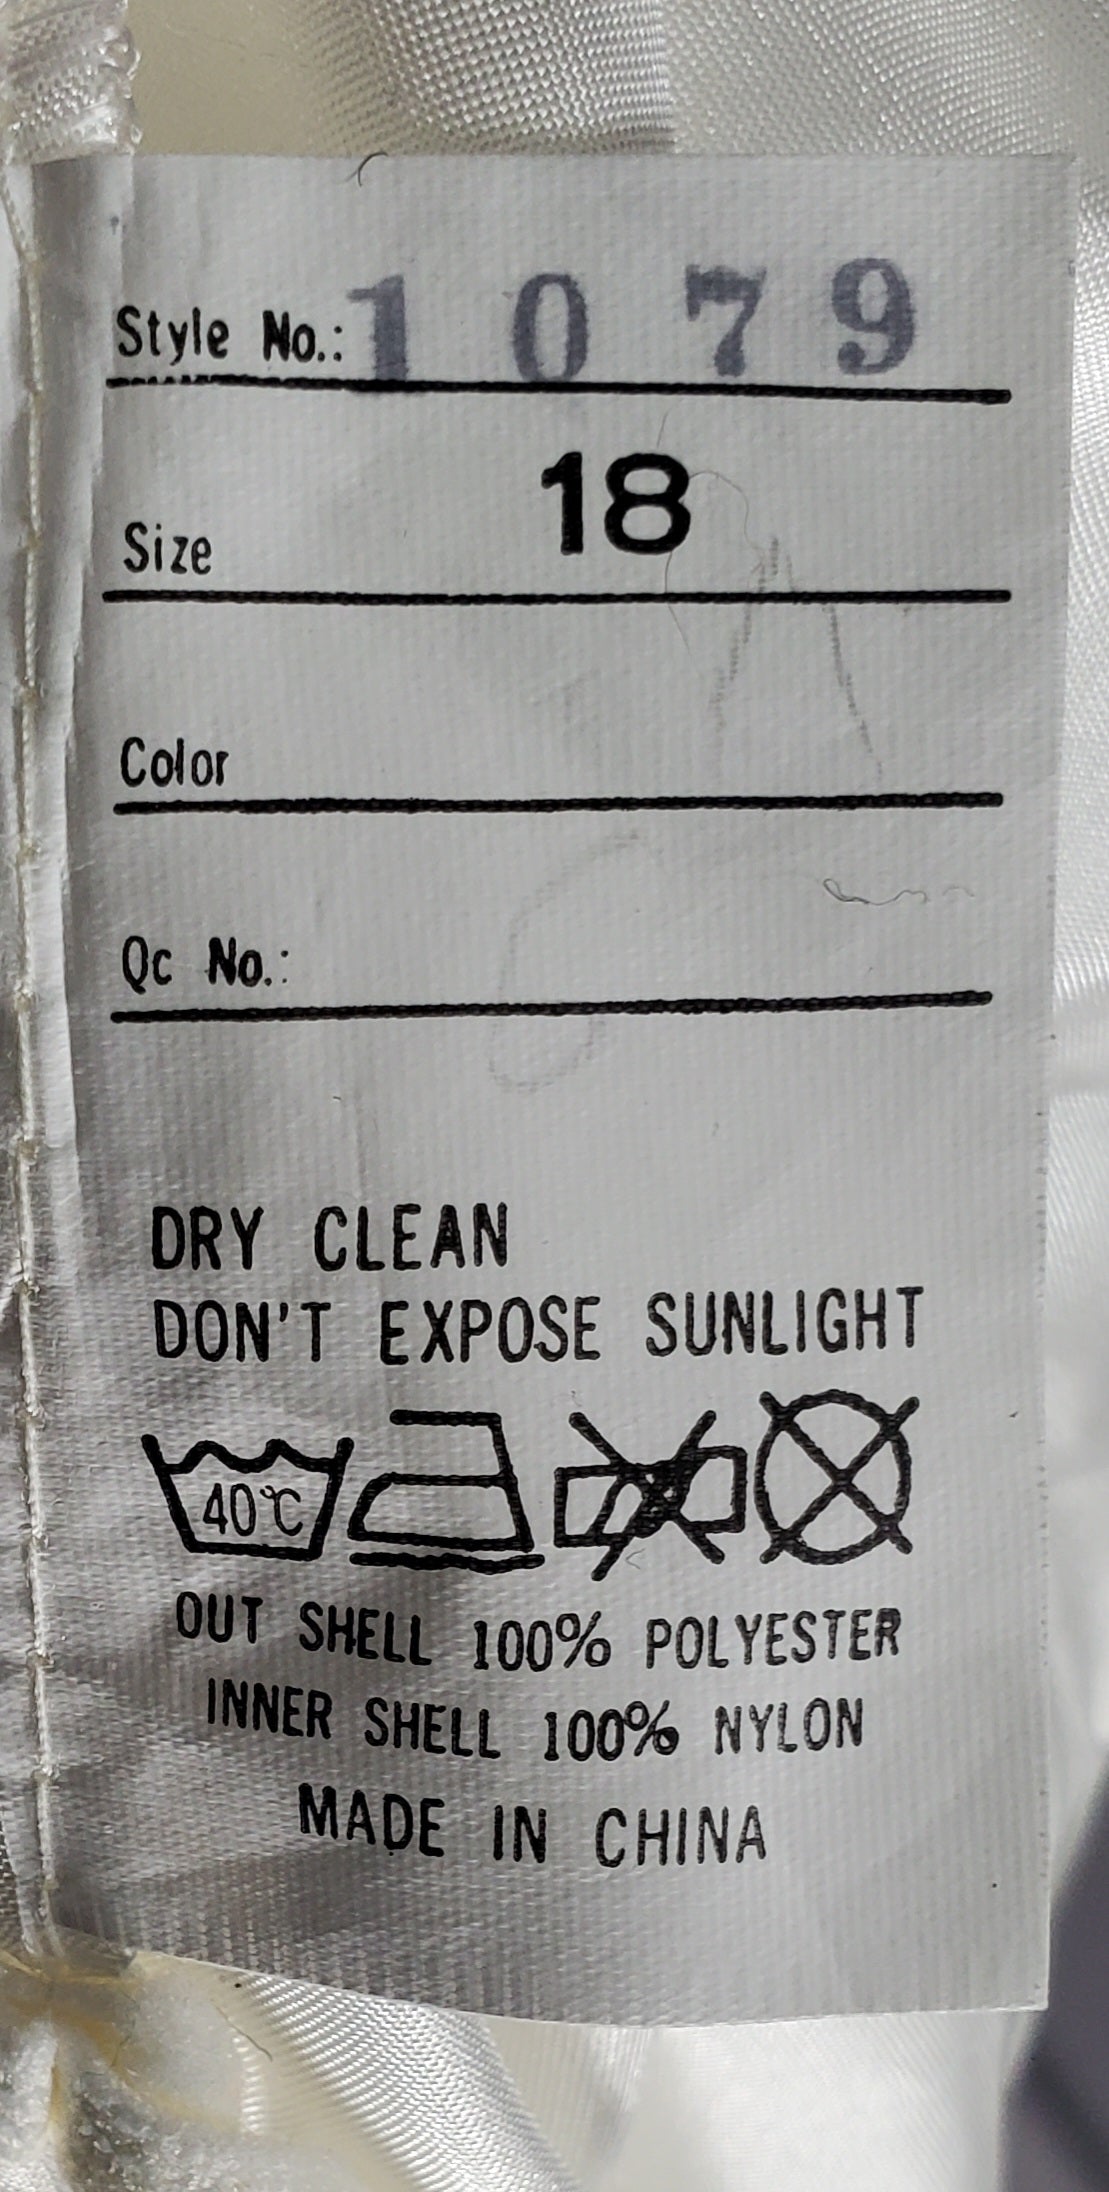 Style No.: 1079
Size 18
Color
Qc No.:
DRY CLEAN
DON'T EXPOSE SUNLIGHT
40℃
OUT SHELL 100% POLYESTER
INNER SHELL 100% NYLON
MADE IN CHINA